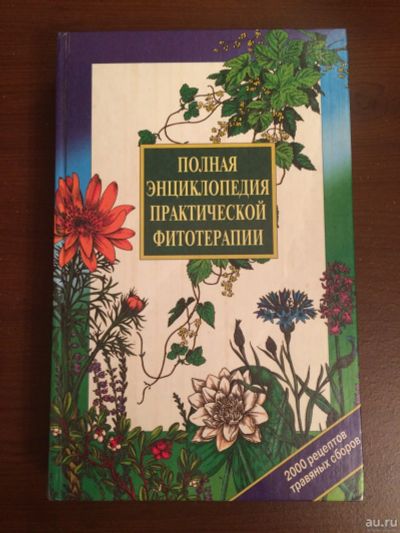 ПОЛНАЯ
ЭНЦИКЛОПЕДИЯ
ПРАКТИЧЕСКОЙ
ФИТОТЕРАПИИ
2000 рецептов
травяных сборов
au.ru